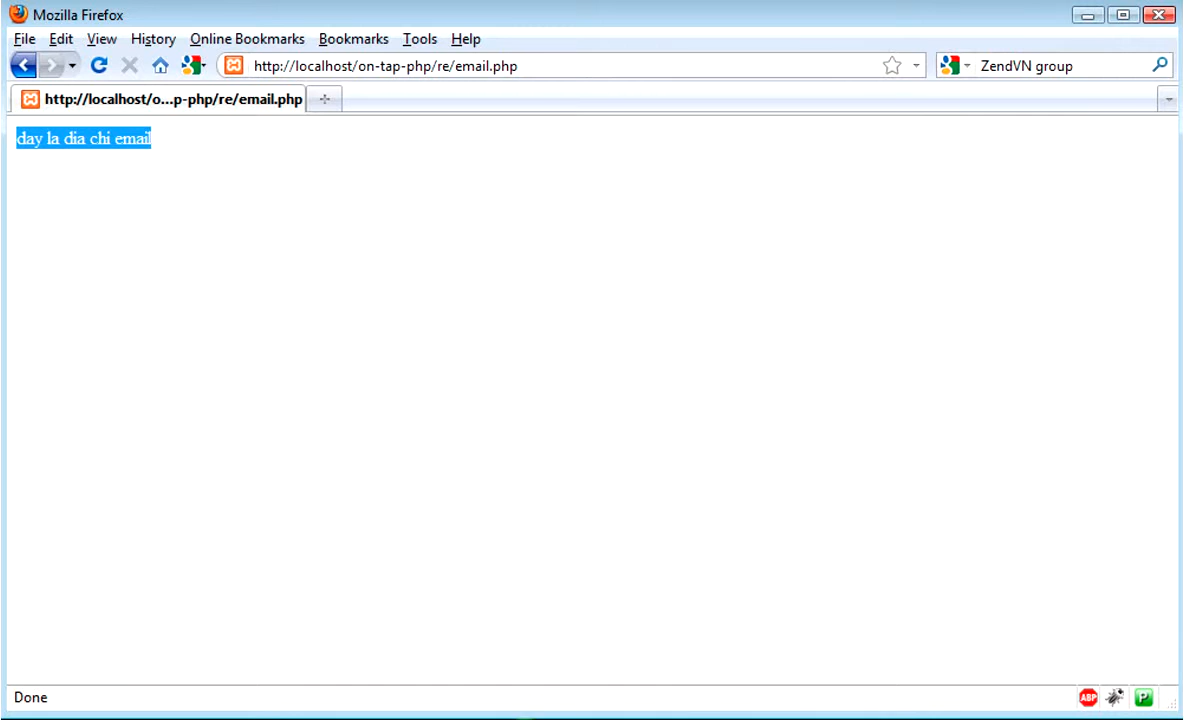 Mozilla Firefox
File Edit View History Online Bookmarks Bookmarks Tools Help
http://localhost/on-tap-php/re/email.php ZendVN group
http://localhost/o...p-php/re/email.php
day la dia chi email
Done ABP P